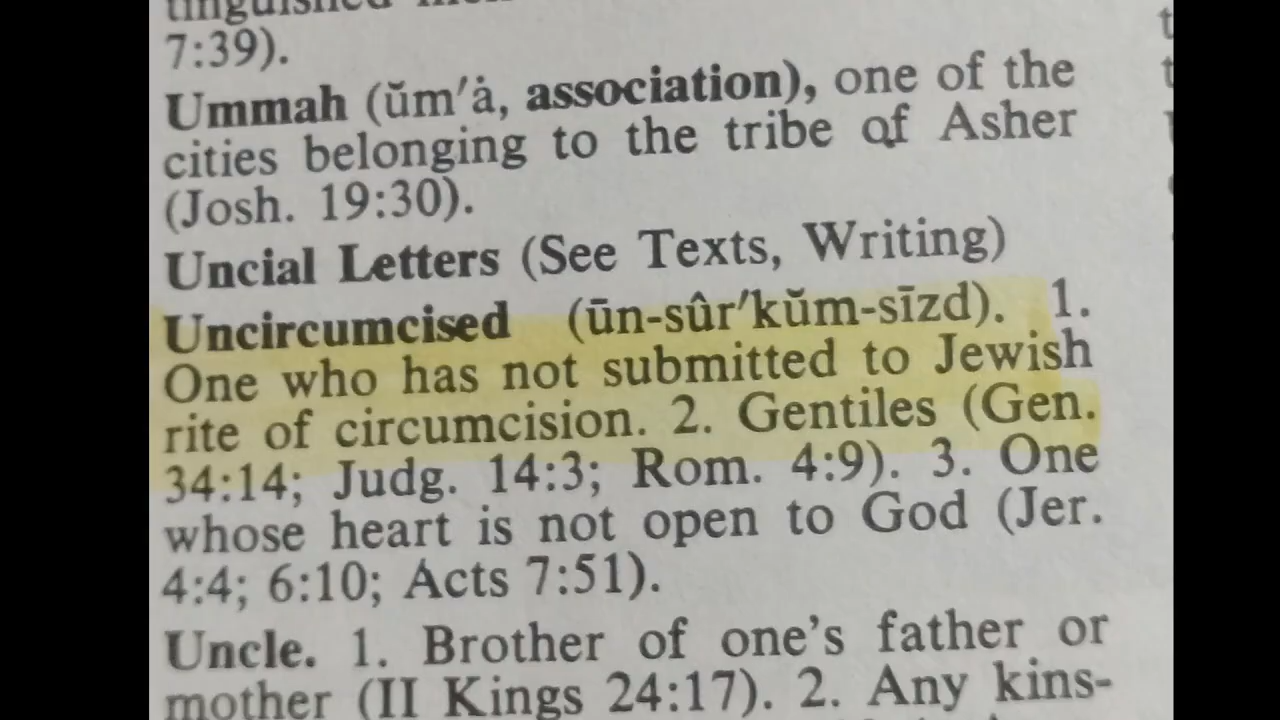 7:39).
Ummah (ŭm′ȧ, association), one of the
cities belonging to the tribe of Asher
(Josh. 19:30).
Uncial Letters (See Texts, Writing)
Uncircumcised (ūn-sûr′kŭm-sīzd). 1.
One who has not submitted to Jewish
rite of circumcision. 2. Gentiles (Gen.
34:14; Judg. 14:3; Rom. 4:9). 3. One
whose heart is not open to God (Jer.
4:4; 6:10; Acts 7:51).
Uncle. 1. Brother of one's father or
mother (II Kings 24:17). 2. Any kins-